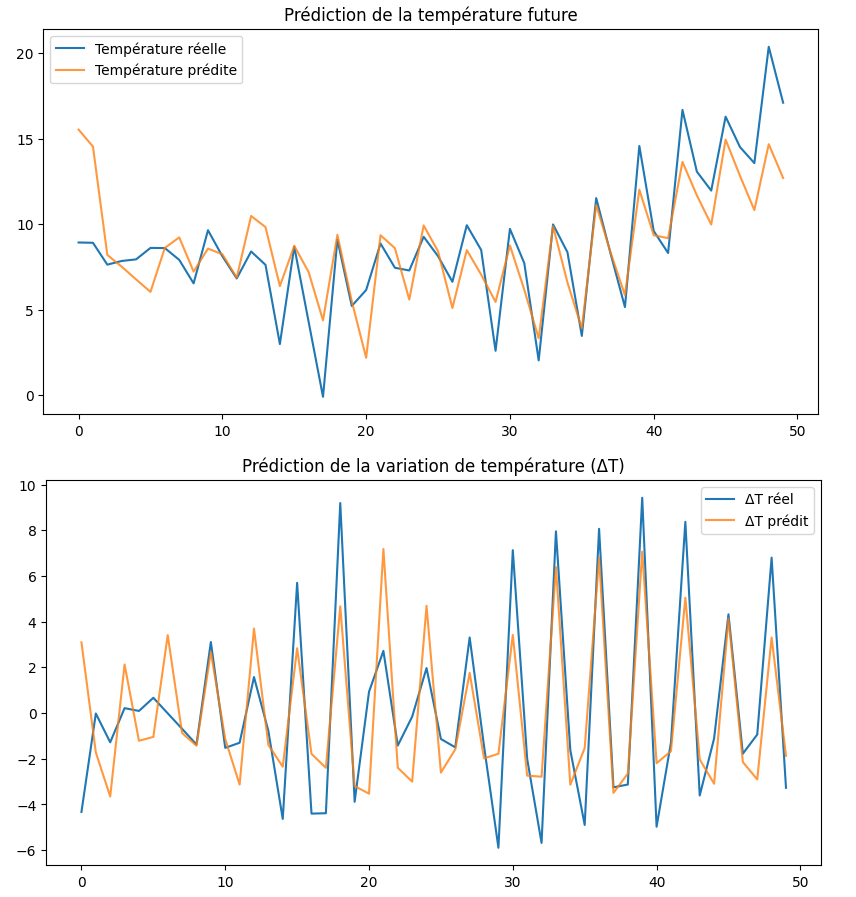 Prédiction de la température future
Température réelle
Température prédite
20
15
10
5
0
0 10 20 30 40 50
Prédiction de la variation de température (ΔT)
ΔT réel
ΔT prédit
10
8
6
4
2
0
−2
−4
−6
0 10 20 30 40 50